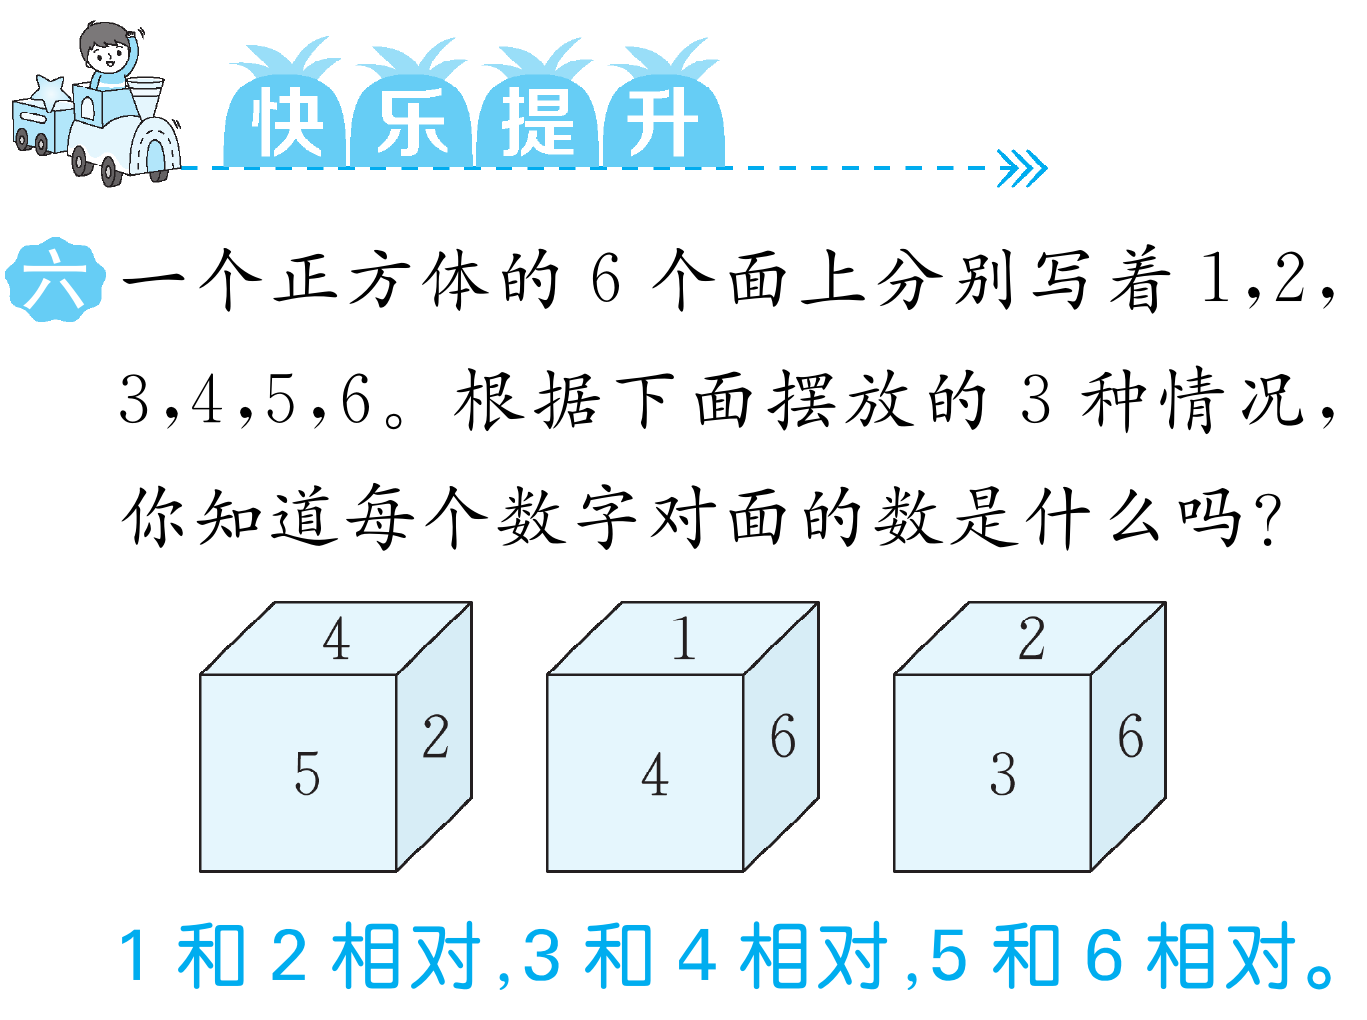 快乐提升
六 一个正方体的 6 个面上分别写着 1,2,
3,4,5,6。根据下面摆放的 3 种情况,
你知道每个数字对面的数是什么吗?
4 1 2
5 2 4 6 3 6
1 和 2 相对,3 和 4 相对,5 和 6 相对。